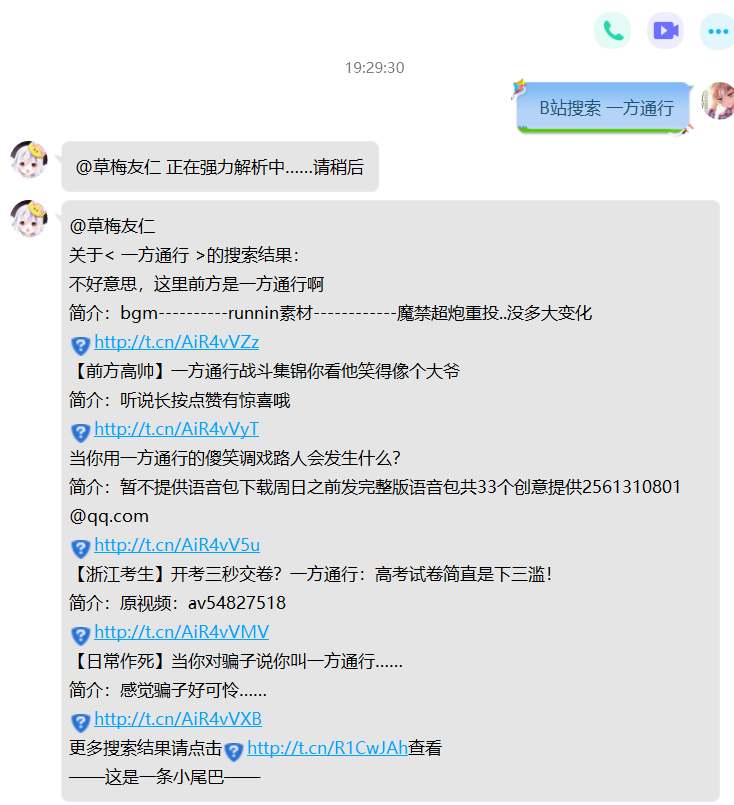 19:29:30
B站搜索 一方通行
@草梅友仁 正在强力解析中......请稍后
@草梅友仁
关于< 一方通行 >的搜索结果：
不好意思，这里前方是一方通行啊
简介：bgm----------runnin素材------------魔禁超炮重投..没多大变化
http://t.cn/AiR4vVZz
【前方高帅】一方通行战斗集锦你看他笑得像个大爷
简介：听说长按点赞有惊喜哦
http://t.cn/AiR4vVyT
当你用一方通行的傻笑调戏路人会发生什么？
简介：暂不提供语音包下载周日之前发完整版语音包共33个创意提供2561310801
@qq.com
http://t.cn/AiR4vV5u
【浙江考生】开考三秒交卷？一方通行：高考试卷简直是下三滥！
简介：原视频：av54827518
http://t.cn/AiR4vVMV
【日常作死】当你对骗子说你叫一方通行......
简介：感觉骗子好可怜......
http://t.cn/AiR4vVXB
更多搜索结果请点击http://t.cn/R1CwJAh查看
——这是一条小尾巴——